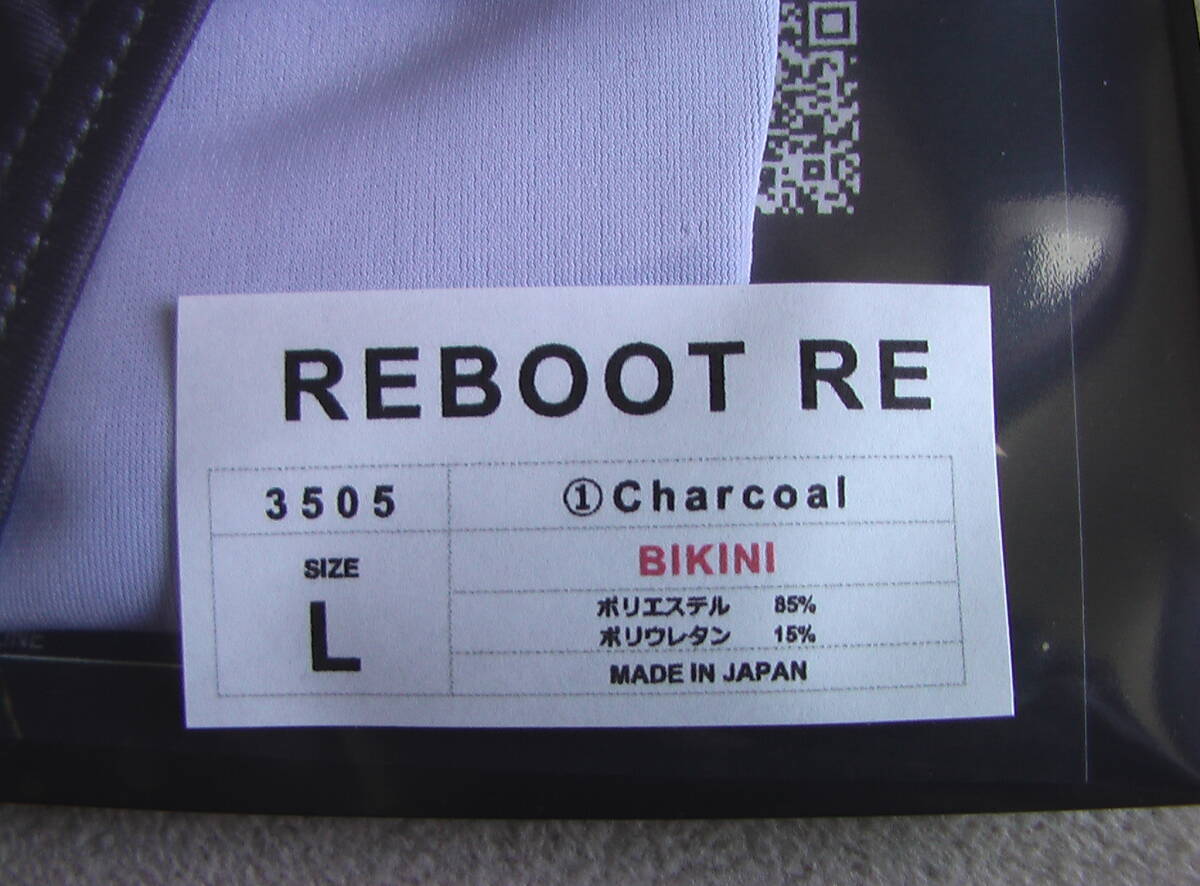 REBOOT RE
3505
①Charcoal
SIZE
L
BIKINI
ポリエステル 85%
ポリウレタン 15%
MADE IN JAPAN